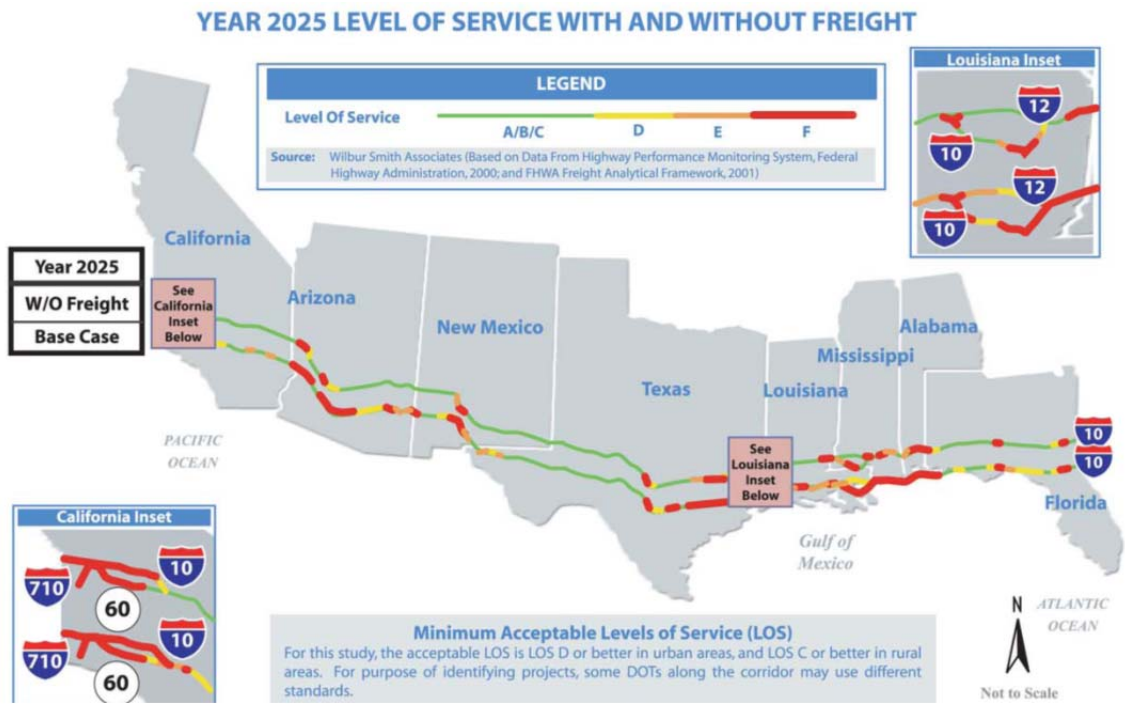 YEAR 2025 LEVEL OF SERVICE WITH AND WITHOUT FREIGHT
LEGEND
Level Of Service
A/B/C
D
E
F
Source: Wilbur Smith Associates (Based on Data From Highway Performance Monitoring System, Federal
Highway Administration, 2000; and FHWA Freight Analytical Framework, 2001)
Louisiana Inset
12
10
12
10
California
Year 2025
W/O Freight
Base Case
See
California
Inset
Below
Arizona
New Mexico
Texas
Louisiana
Mississippi
Alabama
See
Louisiana
Inset
Below
10
10
Florida
PACIFIC
OCEAN
Gulf of
Mexico
ATLANTIC
OCEAN
California Inset
10
710
60
10
710
60
Minimum Acceptable Levels of Service (LOS)
For this study, the acceptable LOS is LOS D or better in urban areas, and LOS C or better in rural
areas. For purpose of identifying projects, some DOTs along the corridor may use different
standards.
N
Not to Scale